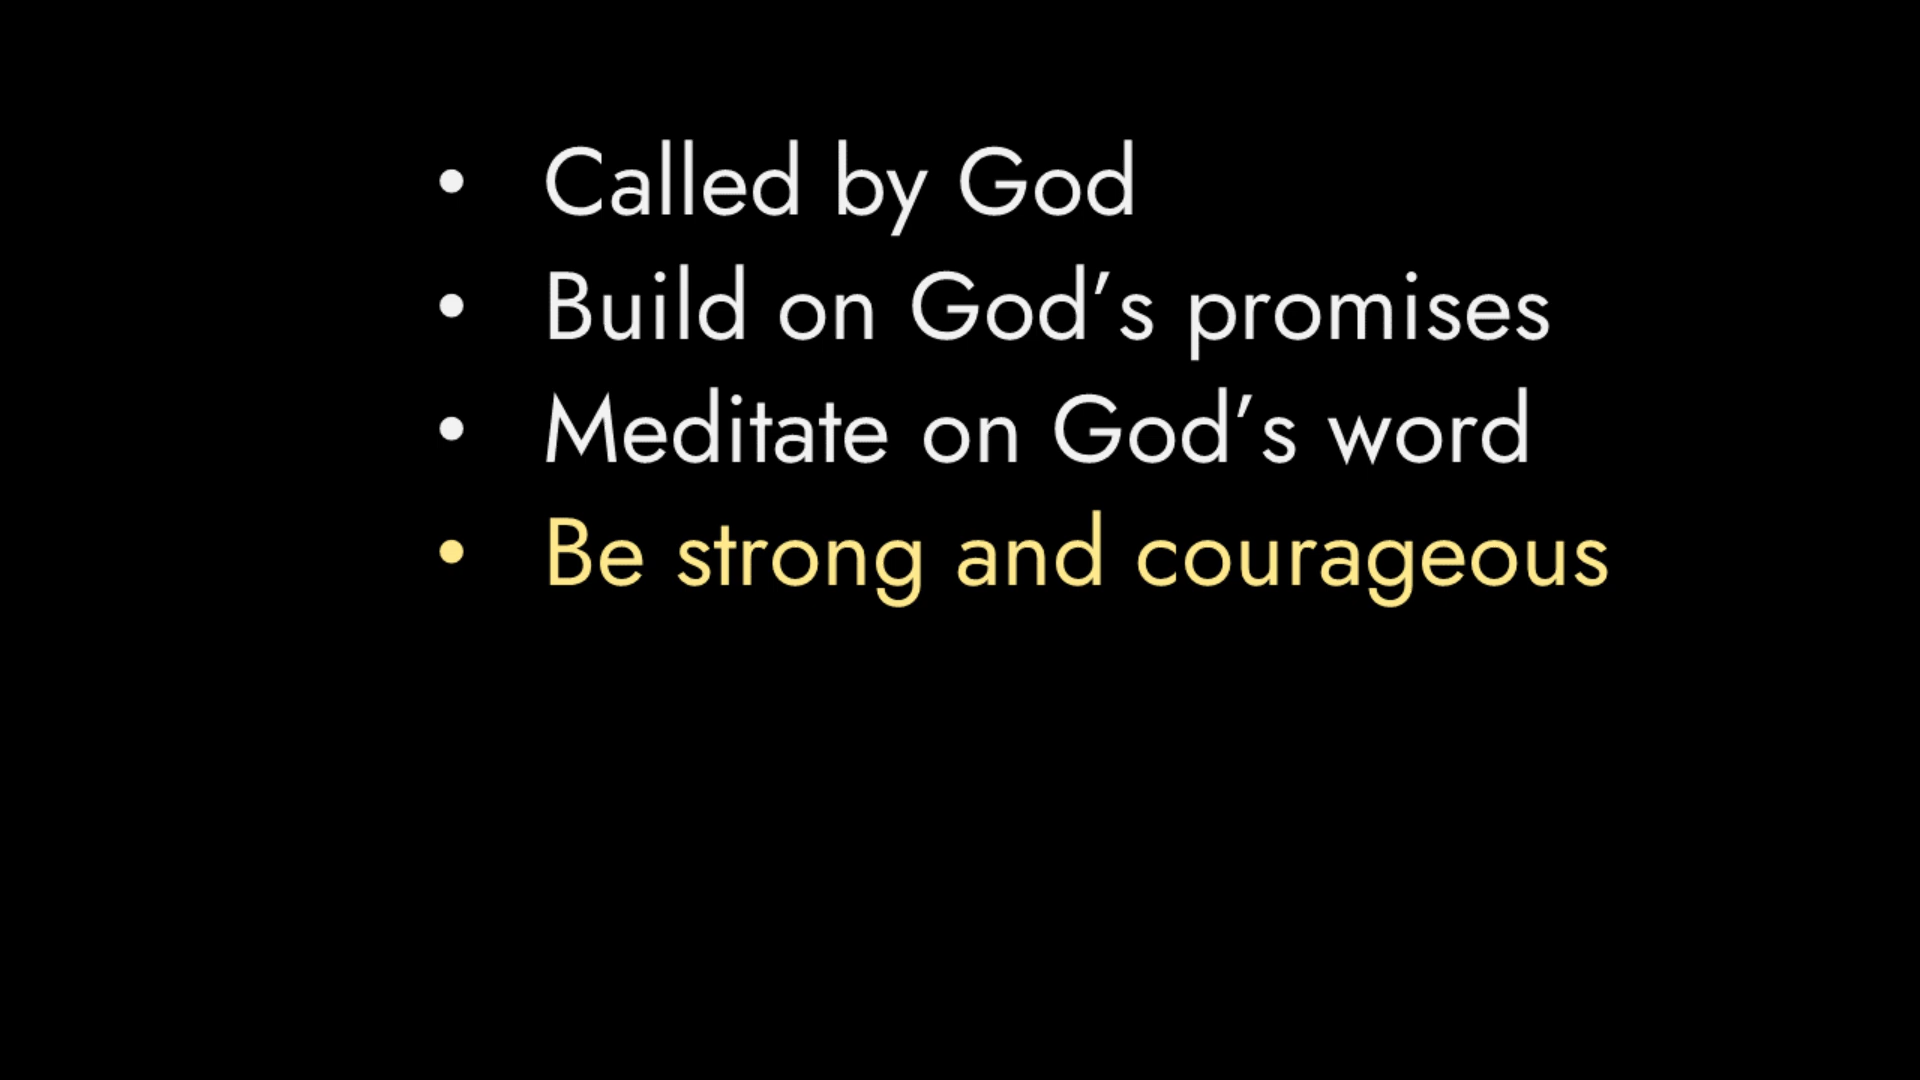 • Called by God
• Build on God’s promises
• Meditate on God’s word
• Be strong and courageous